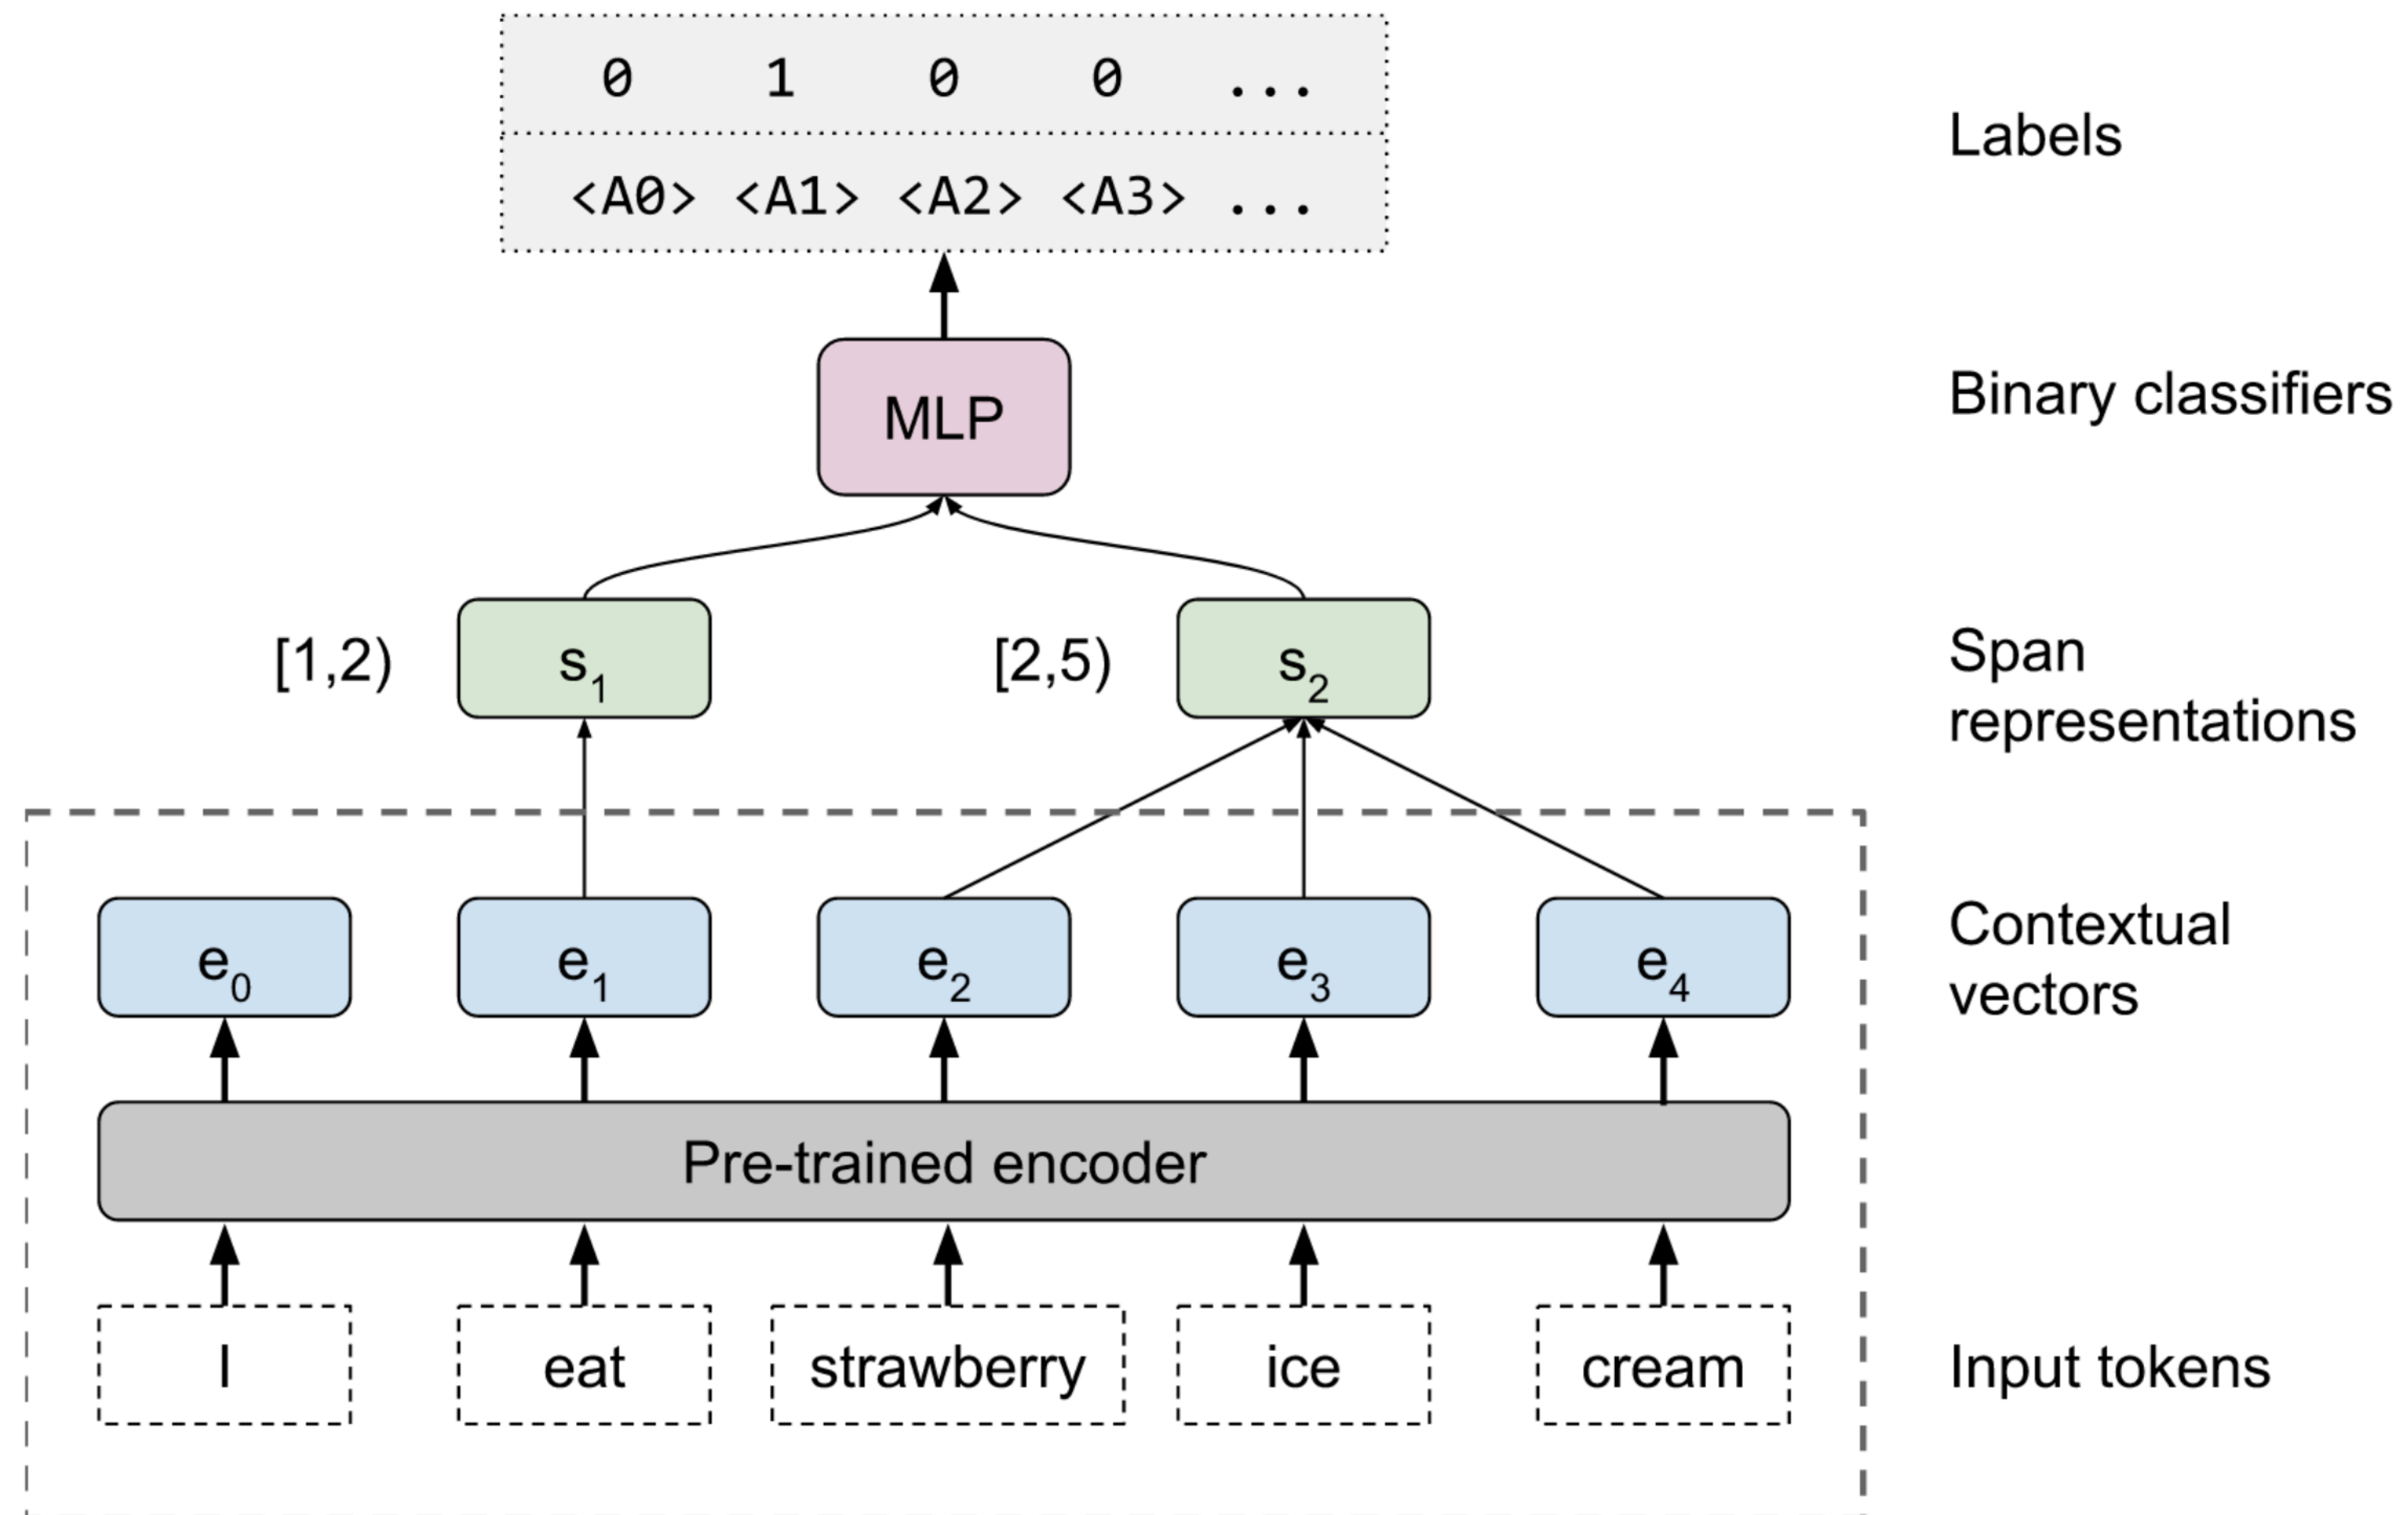 0 1 0 0 ...
<A0> <A1> <A2> <A3> ...
Labels
MLP
Binary classifiers
[1,2) s1 [2,5) s2
Span
representations
e0 e1 e2 e3 e4
Contextual
vectors
Pre-trained encoder
I eat strawberry ice cream
Input tokens